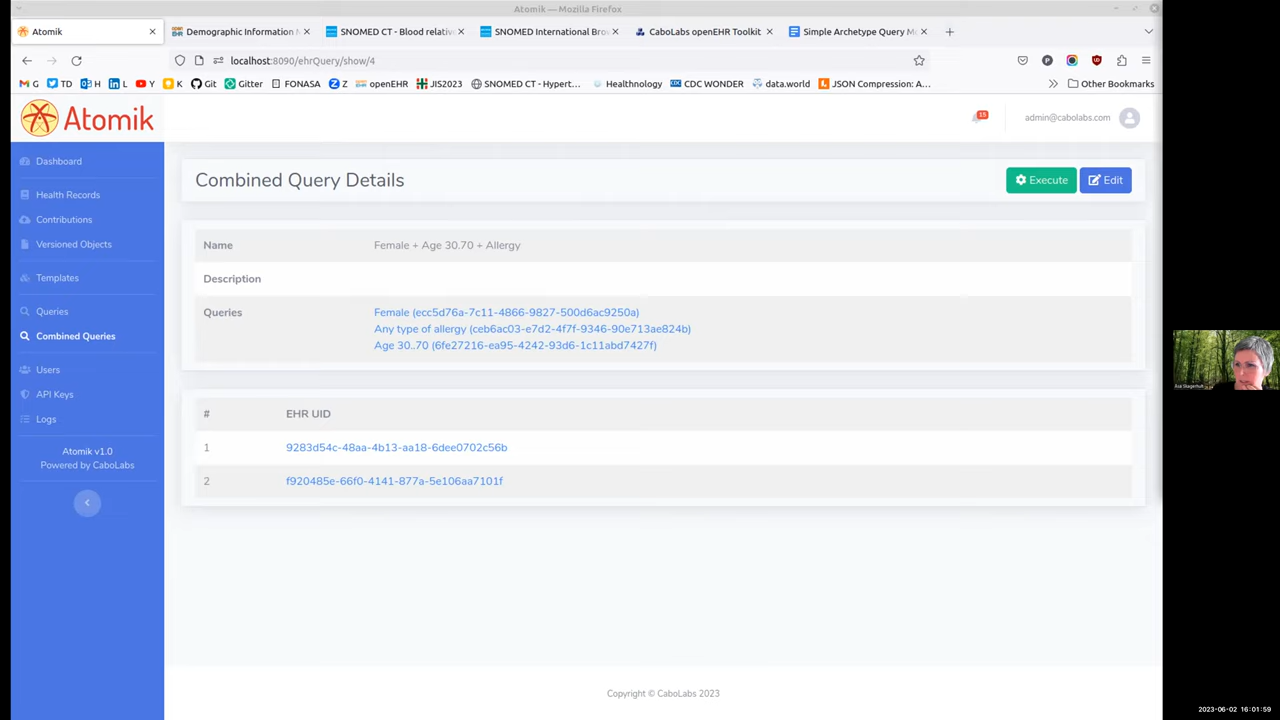 Atomik — Mozilla Firefox
Atomik
openEHR Demographic Information M
SNOMED CT - Blood relativ
SNOMED International Bro
CaboLabs openEHR Toolkit
Simple Archetype Query M
localhost:8090/ehrQuery/show/4
G TD H L Y K Git Gitter FONASA Z openEHR JIS2023 SNOMED CT - Hypert… Healthnology CDC WONDER data.world JSON Compression: A… Other Bookmarks
Atomik
15
admin@cabolabs.com
Dashboard
Health Records
Contributions
Versioned Objects
Templates
Queries
Combined Queries
Users
API Keys
Logs
Atomik v1.0
Powered by CaboLabs
Combined Query Details
Execute Edit
Name Female + Age 30.70 + Allergy
Description
Queries Female (ecc5d76a-7c11-4866-9827-500d6ac9250a)
Any type of allergy (ceb6ac03-e7d2-4f7f-9346-90e713ae824b)
Age 30..70 (6fe27216-ea95-4242-93d6-1c11abd7427f)
# EHR UID
1 9283d54c-48aa-4b13-aa18-6dee0702c56b
2 f920485e-66f0-4141-877a-5e106aa7101f
Copyright © CaboLabs 2023
2023-06-02 16:01:59